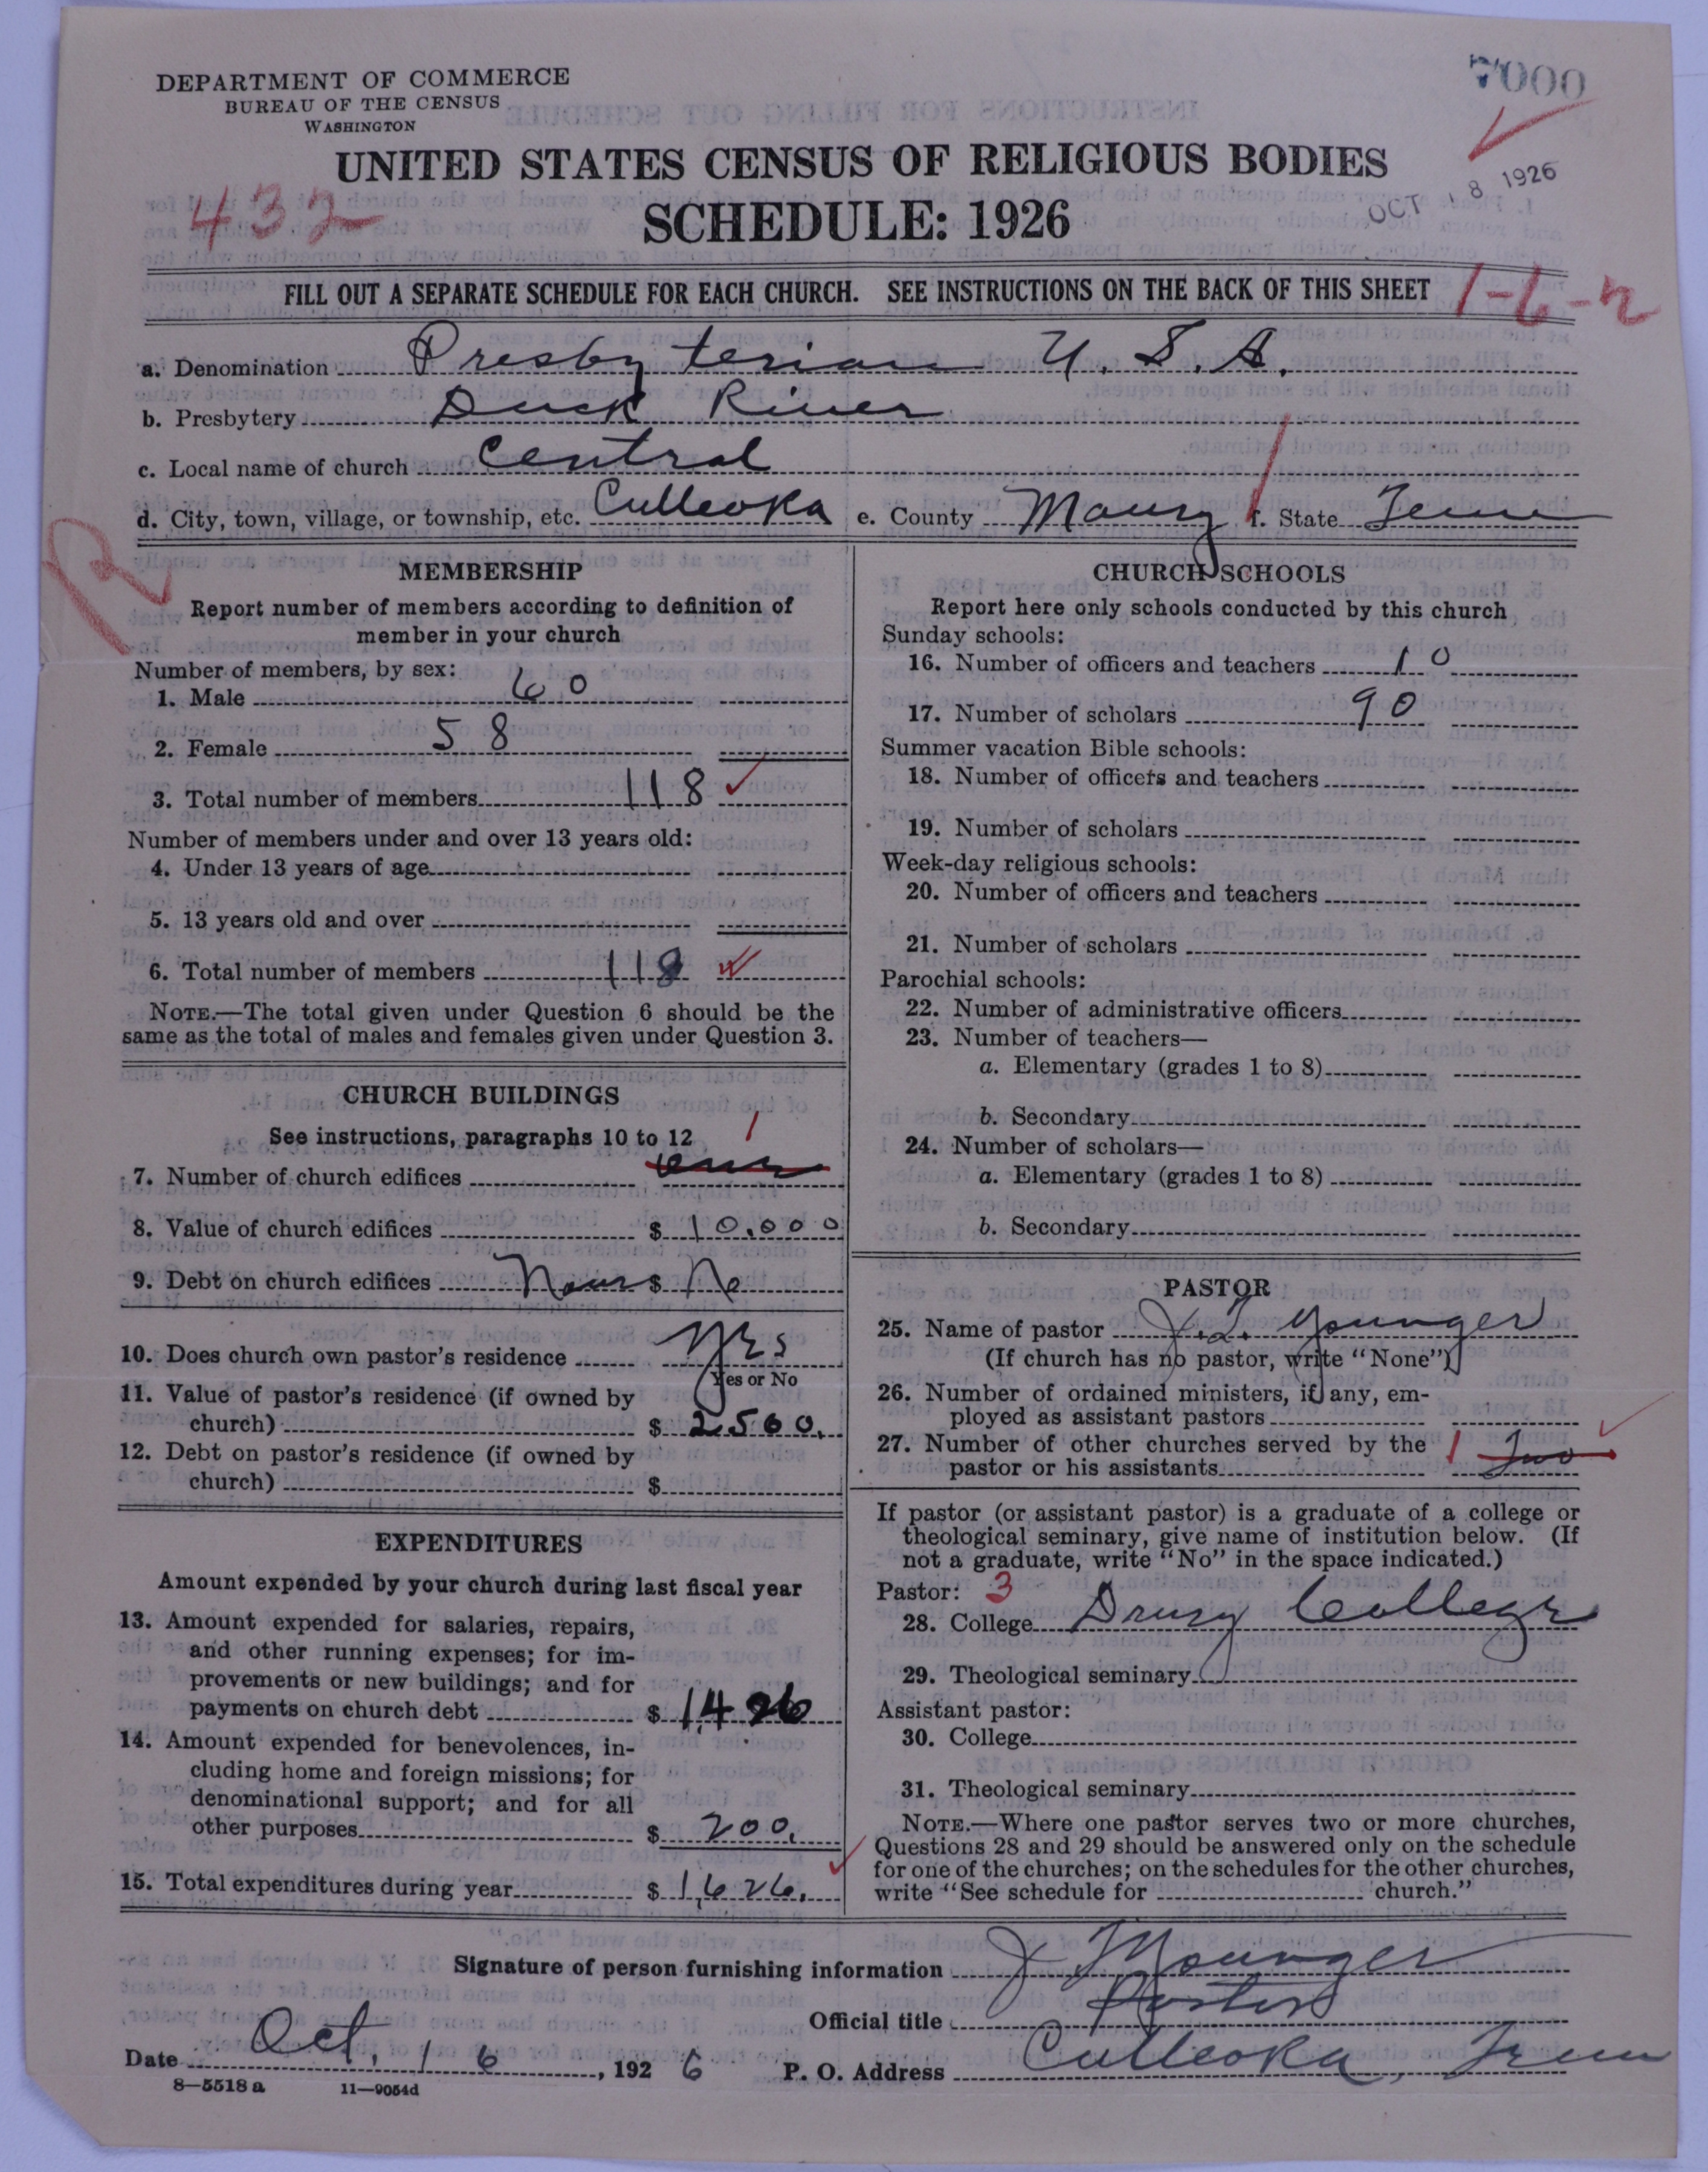 DEPARTMENT OF COMMERCE
BUREAU OF THE CENSUS
WASHINGTON
7000
UNITED STATES CENSUS OF RELIGIOUS BODIES
432
SCHEDULE: 1926
OCT 18 1926
FILL OUT A SEPARATE SCHEDULE FOR EACH CHURCH. SEE INSTRUCTIONS ON THE BACK OF THIS SHEET
1-6-2
a. Denomination Presbyterian U. S. A.
b. Presbytery Duck River
c. Local name of church Central
d. City, town, village, or township, etc. Culleoka e. County Maury f. State Tenn
MEMBERSHIP
Report number of members according to definition of
member in your church
Number of members, by sex:
1. Male 60
2. Female 58
3. Total number of members 118
Number of members under and over 13 years old:
4. Under 13 years of age
5. 13 years old and over
6. Total number of members 118
NOTE.—The total given under Question 6 should be the
same as the total of males and females given under Question 3.
CHURCH BUILDINGS
See instructions, paragraphs 10 to 12
1
7. Number of church edifices
8. Value of church edifices $ 10,000
9. Debt on church edifices None $ No
10. Does church own pastor's residence Yes
Yes or No
11. Value of pastor's residence (if owned by
church) $ 2500.
12. Debt on pastor's residence (if owned by
church) $
EXPENDITURES
Amount expended by your church during last fiscal year
13. Amount expended for salaries, repairs,
and other running expenses; for im-
provements or new buildings; and for
payments on church debt $ 1,426
14. Amount expended for benevolences, in-
cluding home and foreign missions; for
denominational support; and for all
other purposes $ 200.
15. Total expenditures during year $ 1,626.
CHURCH SCHOOLS
Report here only schools conducted by this church
Sunday schools:
16. Number of officers and teachers 10
17. Number of scholars 90
Summer vacation Bible schools:
18. Number of officers and teachers
19. Number of scholars
Week-day religious schools:
20. Number of officers and teachers
21. Number of scholars
Parochial schools:
22. Number of administrative officers
23. Number of teachers—
a. Elementary (grades 1 to 8)
b. Secondary
24. Number of scholars—
a. Elementary (grades 1 to 8)
b. Secondary
PASTOR
25. Name of pastor Younger
(If church has no pastor, write "None")
26. Number of ordained ministers, if any, em-
ployed as assistant pastors
27. Number of other churches served by the 1 Two
pastor or his assistants
If pastor (or assistant pastor) is a graduate of a college or
theological seminary, give name of institution below. (If
not a graduate, write "No" in the space indicated.)
Pastor: 3
28. College Drury College
29. Theological seminary
Assistant pastor:
30. College
31. Theological seminary
NOTE.—Where one pastor serves two or more churches,
Questions 28 and 29 should be answered only on the schedule
for one of the churches; on the schedules for the other churches,
write "See schedule for church."
Signature of person furnishing information J Younger
Official title Pastor
Date Oct. 16, 1926 P. O. Address Culleoka, Tenn
8—5518 a 11—9054d